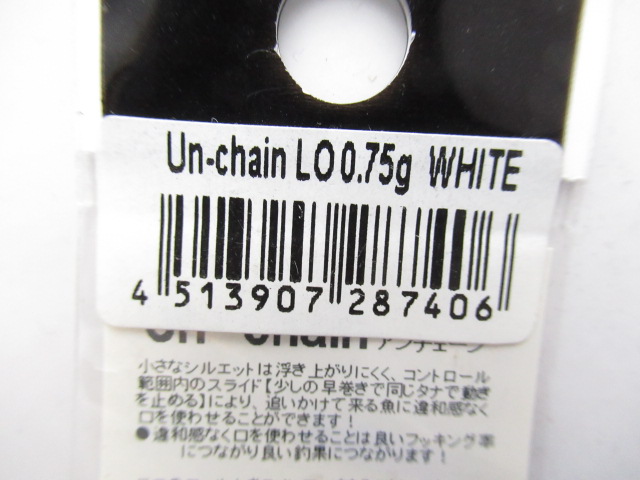 Un-chain LO 0.75g WHITE
4 513907 287406
Un-chain アンチェーン
小さなシルエットは浮き上がりにくく、コントロール
範囲内のスライド【少しの早巻きで同じタナで動き
を止める】により、追いかけて来る魚に違和感なく
口を使わせることができます!
●違和感なく口を使わせることは良いフッキング率
につながり良い釣果につながります!